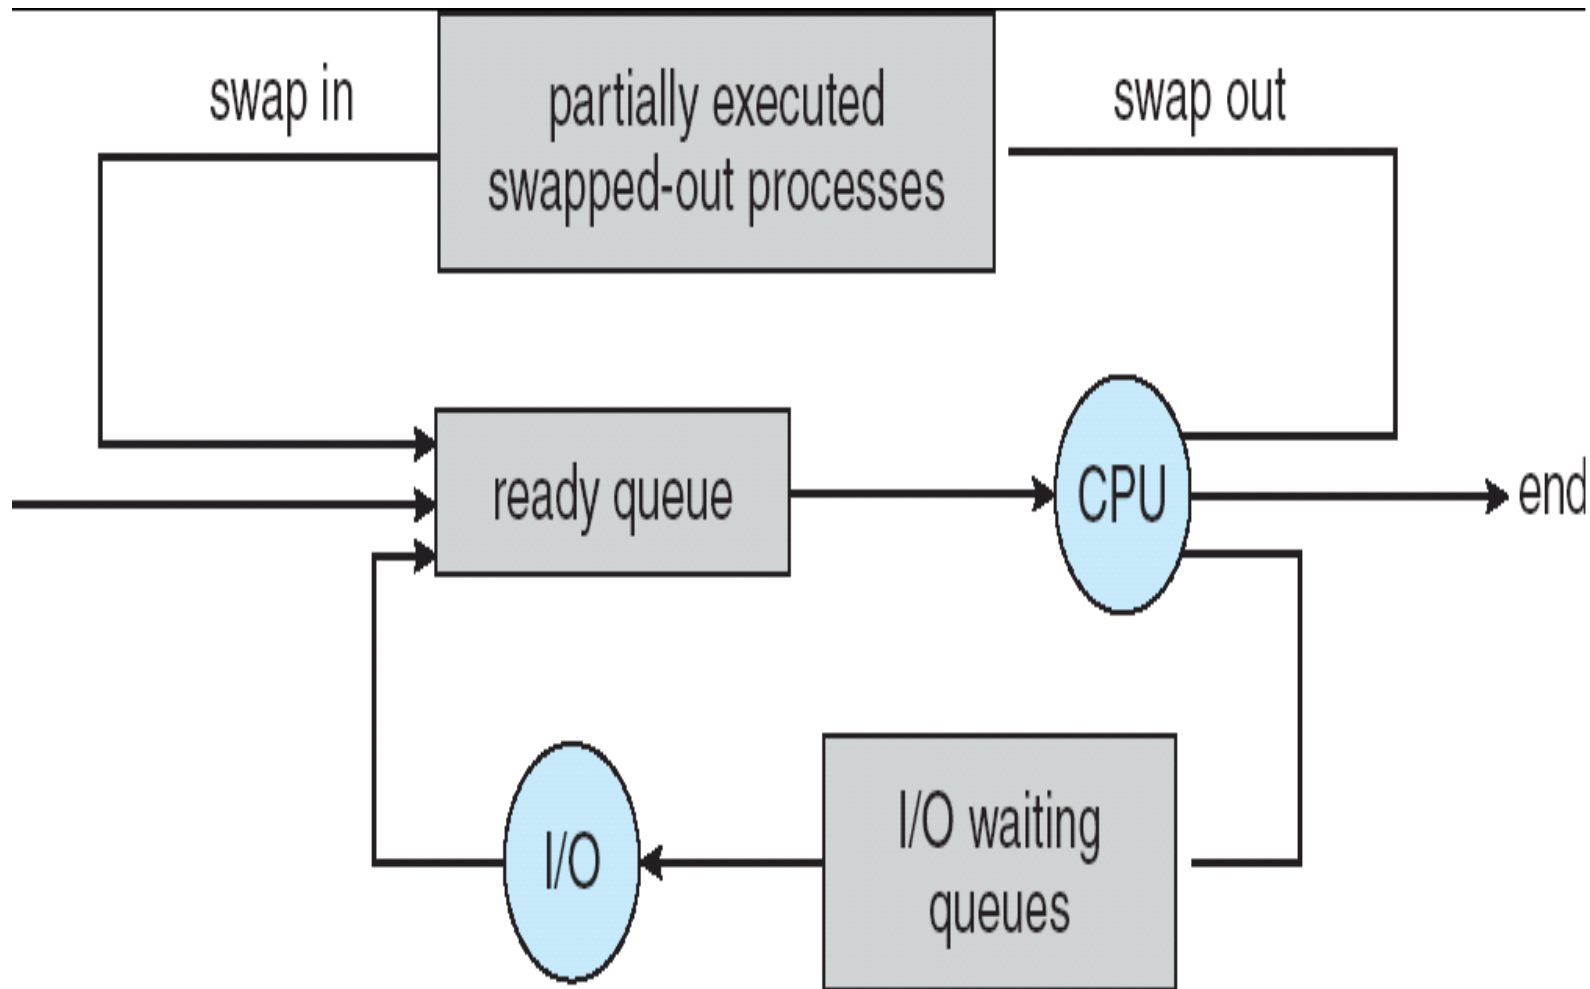 swap in
partially executed
swapped-out processes
swap out
ready queue
CPU
end
I/O
I/O waiting
queues